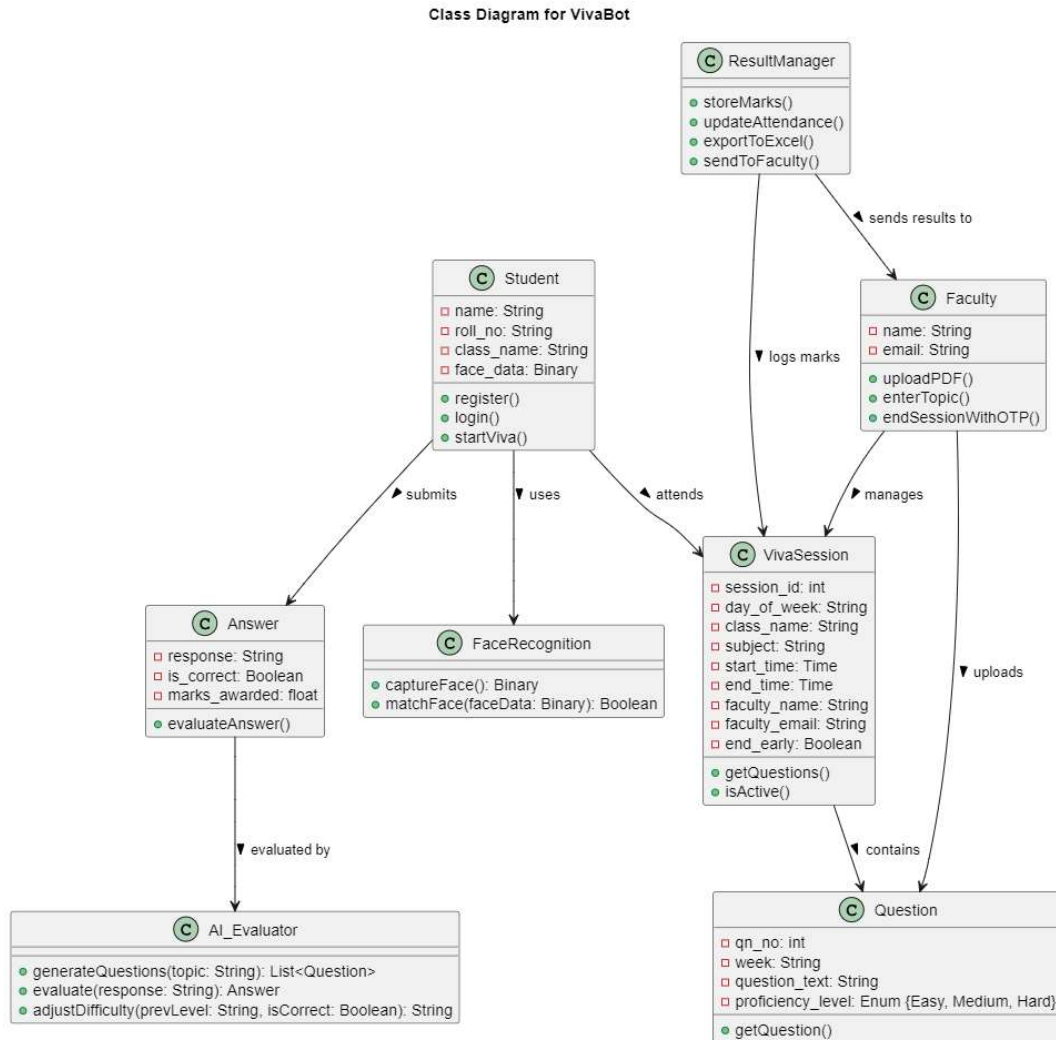 Class Diagram for VivaBot
C ResultManager
storeMarks()
updateAttendance()
exportToExcel()
sendToFaculty()
sends results to
logs marks
C Student
name: String
roll_no: String
class_name: String
face_data: Binary
register()
login()
startViva()
C Faculty
name: String
email: String
uploadPDF()
enterTopic()
endSessionWithOTP()
submits
uses
attends
manages
uploads
C Answer
response: String
is_correct: Boolean
marks_awarded: float
evaluateAnswer()
C FaceRecognition
captureFace(): Binary
matchFace(faceData: Binary): Boolean
C VivaSession
session_id: int
day_of_week: String
class_name: String
subject: String
start_time: Time
end_time: Time
faculty_name: String
faculty_email: String
end_early: Boolean
getQuestions()
isActive()
evaluated by
contains
C AI_Evaluator
generateQuestions(topic: String): List<Question>
evaluate(response: String): Answer
adjustDifficulty(prevLevel: String, isCorrect: Boolean): String
C Question
qn_no: int
week: String
question_text: String
proficiency_level: Enum {Easy, Medium, Hard}
getQuestion()